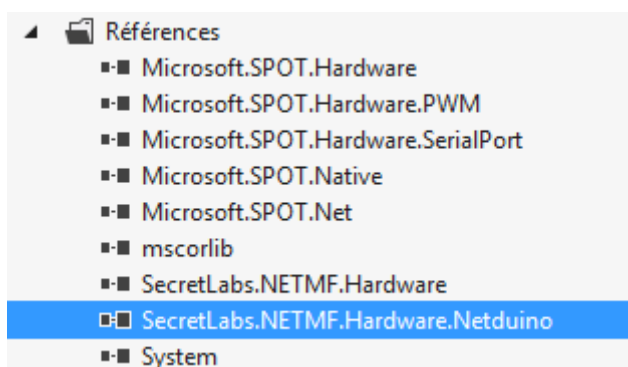 Références
Microsoft.SPOT.Hardware
Microsoft.SPOT.Hardware.PWM
Microsoft.SPOT.Hardware.SerialPort
Microsoft.SPOT.Native
Microsoft.SPOT.Net
mscorlib
SecretLabs.NETMF.Hardware
SecretLabs.NETMF.Hardware.Netduino
System